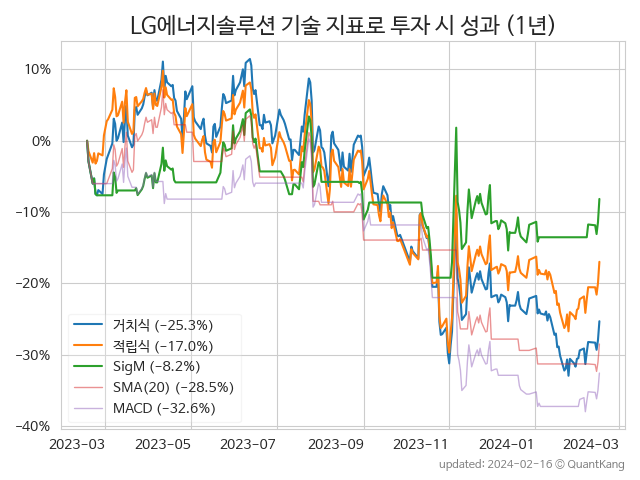 LG에너지솔루션 기술 지표로 투자 시 성과 (1년)
10%
0%
−10%
−20%
−30%
−40%
거치식 (−25.3%)
적립식 (−17.0%)
SigM (−8.2%)
SMA(20) (−28.5%)
MACD (−32.6%)
2023-03 2023-05 2023-07 2023-09 2023-11 2024-01 2024-03
updated: 2024-02-16 © QuantKang